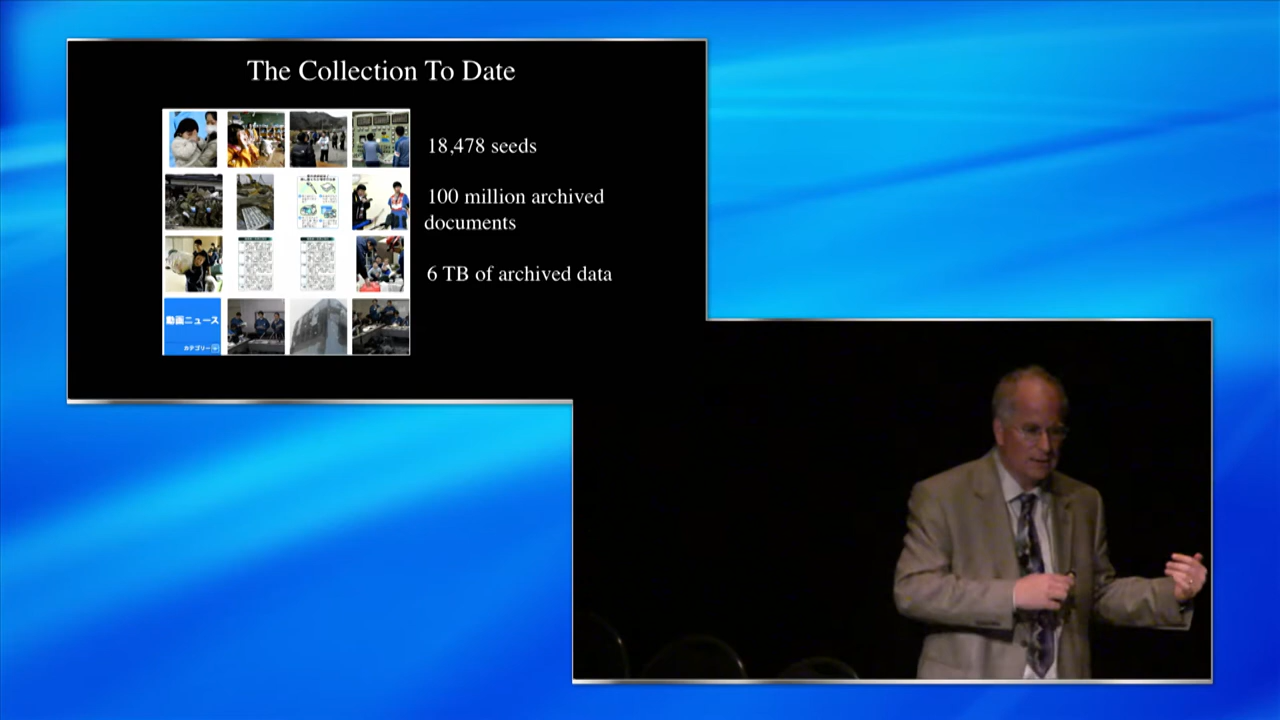 The Collection To Date
18,478 seeds
100 million archived
documents
6 TB of archived data
動画ニュース
カテゴリー